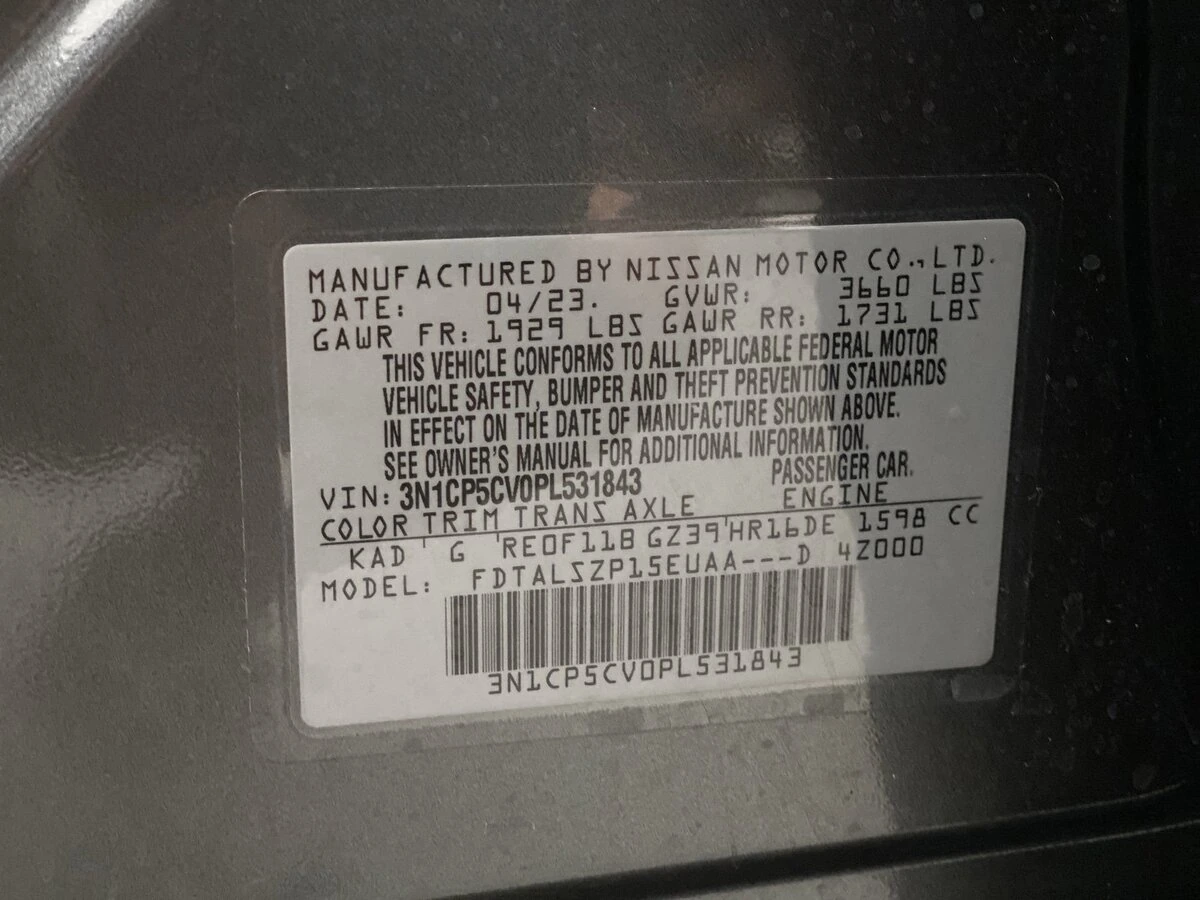 MANUFACTURED BY NISSAN MOTOR CO., LTD.
DATE: 04/23. GVWR: 3660 LBS
GAWR FR: 1929 LBS GAWR RR: 1731 LBS
THIS VEHICLE CONFORMS TO ALL APPLICABLE FEDERAL MOTOR
VEHICLE SAFETY, BUMPER AND THEFT PREVENTION STANDARDS
IN EFFECT ON THE DATE OF MANUFACTURE SHOWN ABOVE.
SEE OWNER'S MANUAL FOR ADDITIONAL INFORMATION.
VIN: 3N1CP5CV0PL531843 PASSENGER CAR.
COLOR TRIM TRANS AXLE ENGINE
KAD ' G 'RE0F11B GZ39'HR16DE 1598 CC
MODEL: FDTALSZP15EUAA---D 4Z000
3N1CP5CV0PL531843